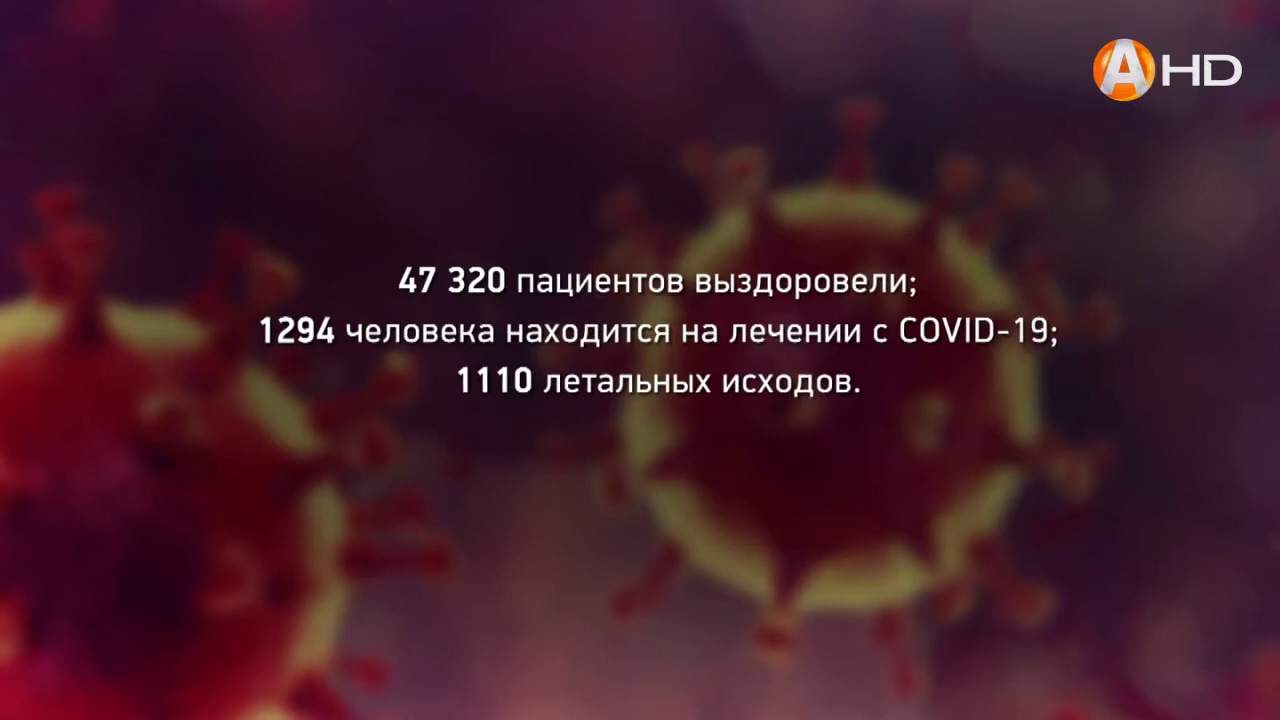 AHD
47 320 пациентов выздоровели;
1294 человека находится на лечении с COVID-19;
1110 летальных исходов.